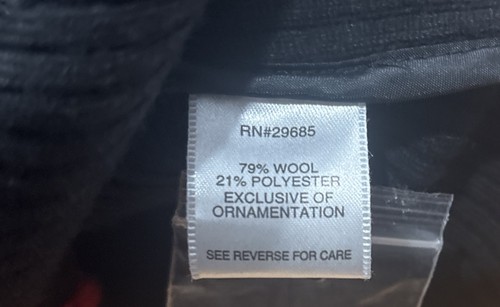 RN#29685
79% WOOL
21% POLYESTER
EXCLUSIVE OF
ORNAMENTATION
SEE REVERSE FOR CARE